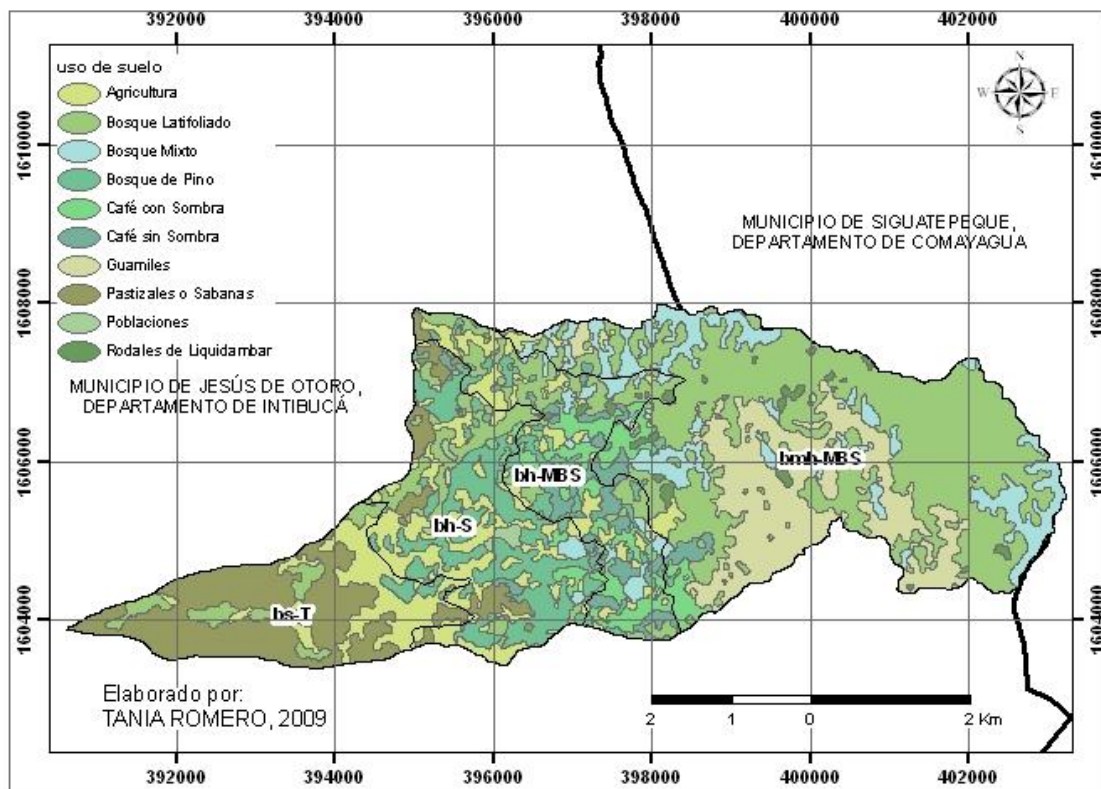 392000 394000 396000 398000 400000 402000
uso de suelo
Agricultura
Bosque Latifoliado
Bosque Mixto
Bosque de Pino
Café con Sombra
Café sin Sombra
Guamiles
Pastizales o Sabanas
Poblaciones
Rodales de Liquidambar
N
W E
S
1610000 1610000
MUNICIPIO DE SIGUATEPEQUE,
DEPARTAMENTO DE COMAYAGUA
1608000 1608000
MUNICIPIO DE JESÚS DE OTORO,
DEPARTAMENTO DE INTIBUCÁ
1606000 1606000
bmh-MBS
bh-MBS
bh-S
bs-T
1604000 1604000
Elaborado por:
TANIA ROMERO, 2009
2 1 0 2 Km
392000 394000 396000 398000 400000 402000